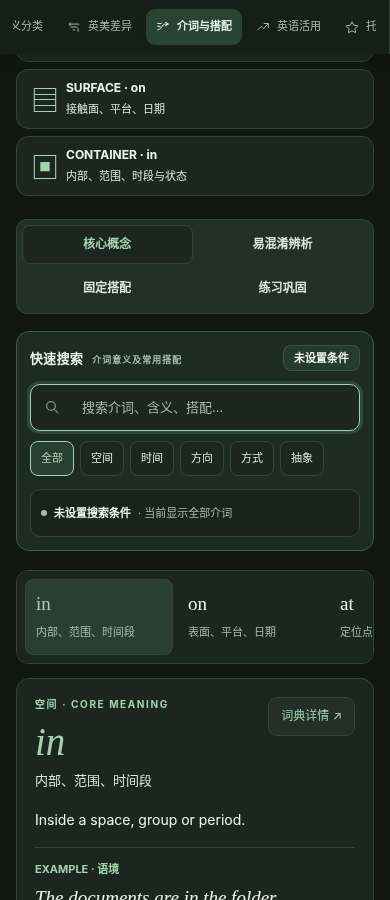 义分类 英美差异 介词与搭配 英语活用
SURFACE · on
接触面、平台、日期
CONTAINER · in
内部、范围、时段与状态
核心概念 易混淆辨析
固定搭配 练习巩固
快速搜索 介词意义及常用搭配 未设置条件
搜索介词、含义、搭配...
全部 空间 时间 方向 方式 抽象
未设置搜索条件 · 当前显示全部介词
in on at
内部、范围、时间段 表面、平台、日期 定位点
空间 · CORE MEANING
词典详情 ↗
in
内部、范围、时间段
Inside a space, group or period.
EXAMPLE · 语境
The documents are in the folder.